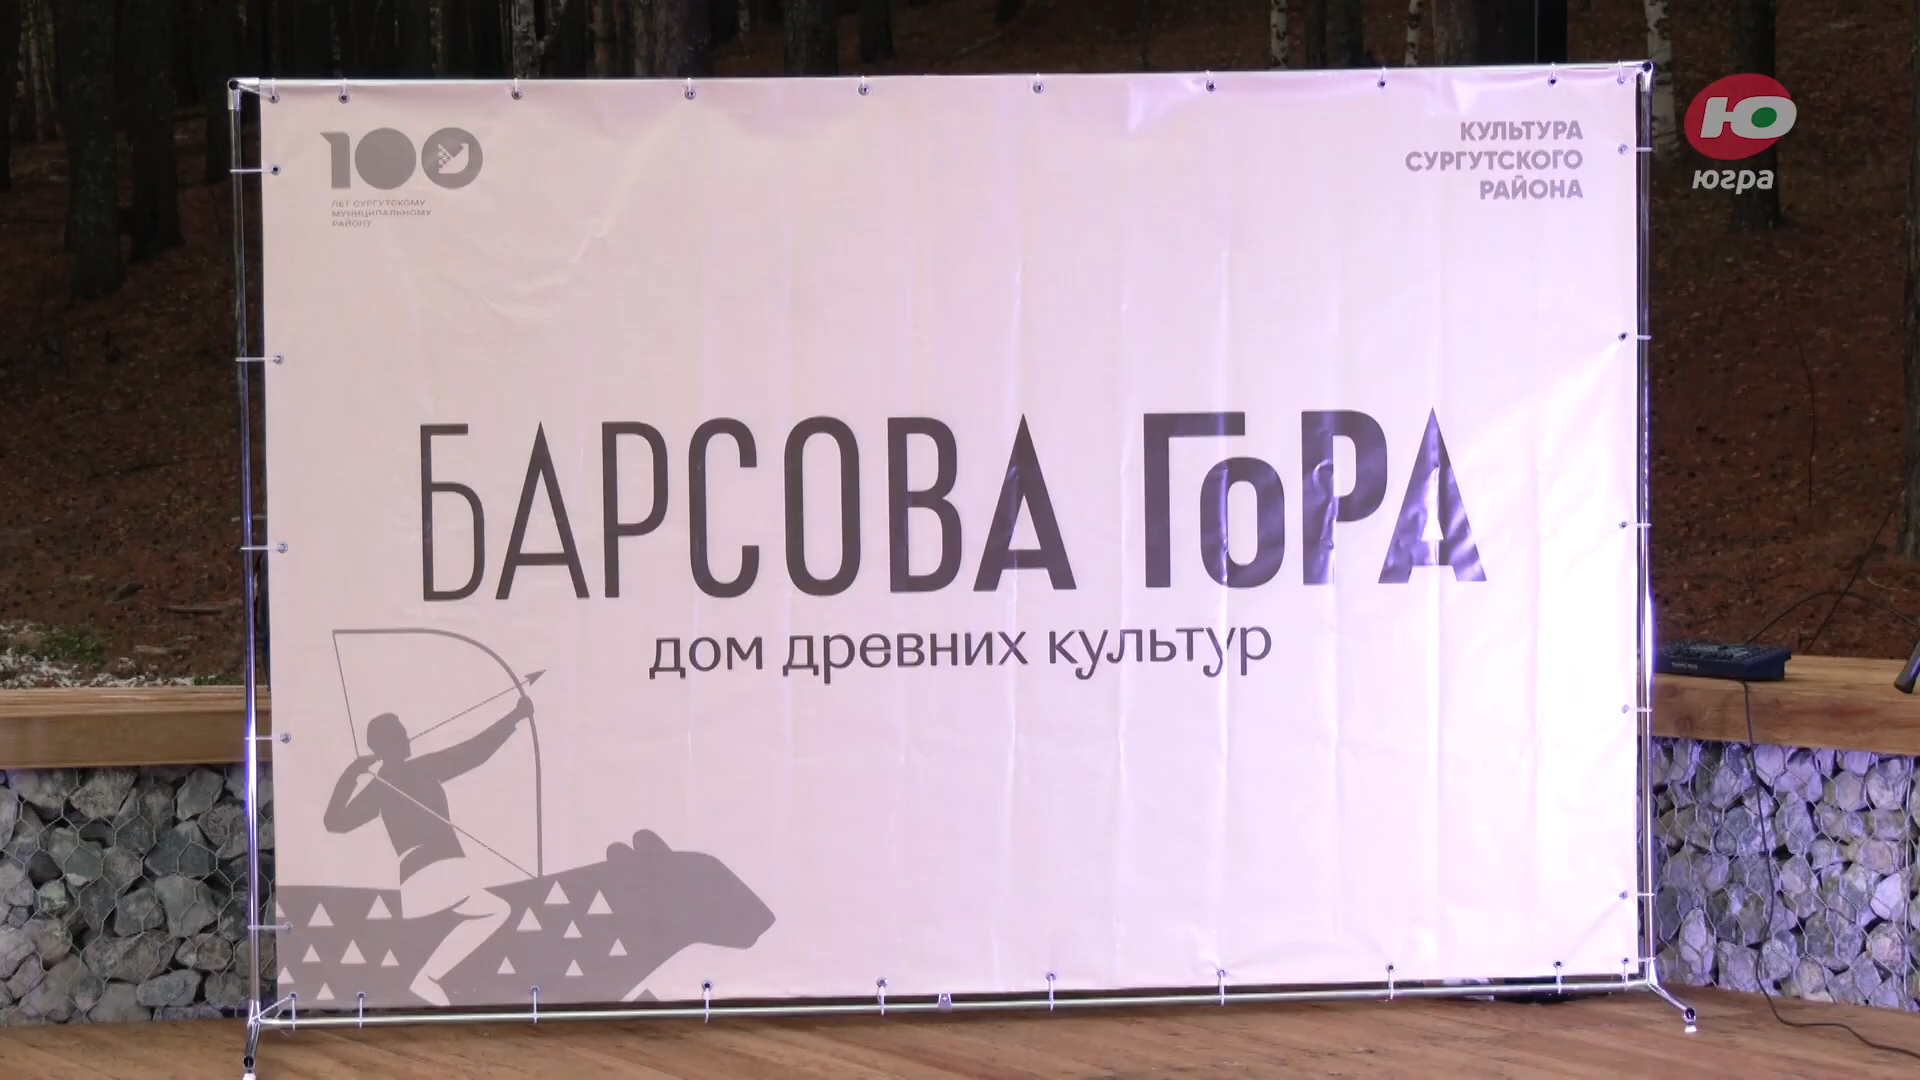 100
ЛЕТ СУРГУТСКОМУ
МУНИЦИПАЛЬНОМУ
РАЙОНУ
КУЛЬТУРА
СУРГУТСКОГО
РАЙОНА
Ю
югра
БАРСОВА ГоРА
дом древних культур